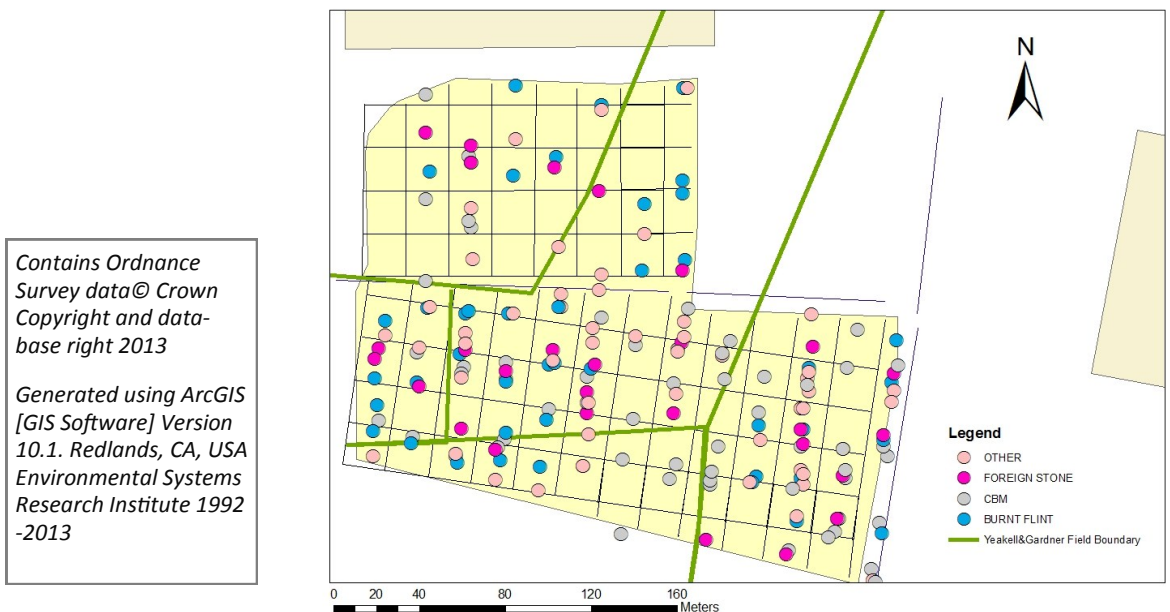 Contains Ordnance
Survey data© Crown
Copyright and data-
base right 2013
Generated using ArcGIS
[GIS Software] Version
10.1. Redlands, CA, USA
Environmental Systems
Research Institute 1992
-2013
N
Legend
OTHER
FOREIGN STONE
CBM
BURNT FLINT
Yeakell&Gardner Field Boundary
0 20 40 80 120 160
Meters